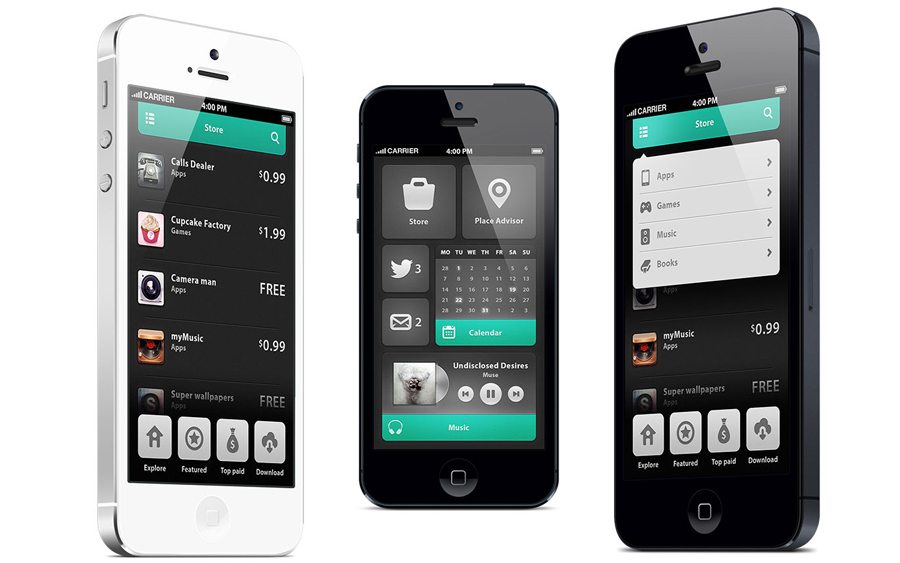 CARRIER 4:00 PM
Store
Calls Dealer
Apps
$0.99
Cupcake Factory
Games
$1.99
Camera man
Apps
FREE
myMusic
Apps
$0.99
Super wallpapers
Apps
FREE
Explore Featured Top paid Download
CARRIER 4:00 PM
Store Place Advisor
3
2
MO TU WE TH FR SA SU
28 1 2 3 4 5 6
7 8 9 10 11 12 13
14 15 16 17 18 19 20
21 22 23 24 25 26 27
28 29 30 31 1 2 3
Calendar
Undisclosed Desires
Muse
Music
CARRIER 4:00 PM
Store
Apps
Games
Music
Books
Apps
myMusic
Apps
$0.99
Super wallpapers
Apps
FREE
Explore Featured Top paid Download